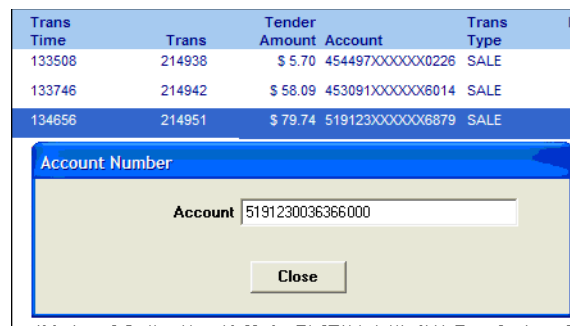 Trans Time Trans Tender Amount Account Trans Type
133508 214938 $ 5.70 454497XXXXXX0226 SALE
133746 214942 $ 58.09 453091XXXXXX6014 SALE
134656 214951 $ 79.74 519123XXXXXX6879 SALE
Account Number
Account 5191230036366000
Close